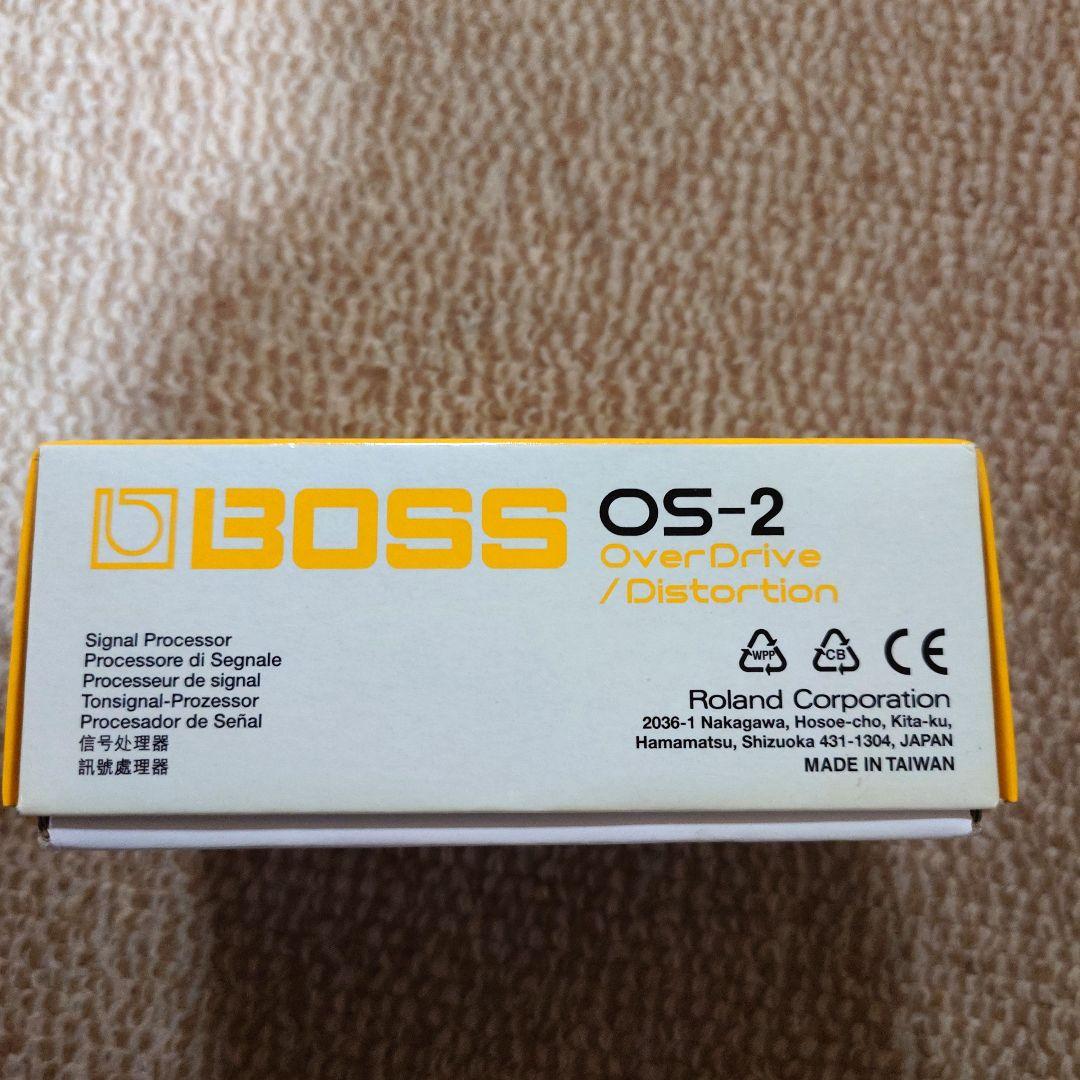 BOSS
OS-2
OverDrive
/Distortion
Signal Processor
Processore di Segnale
Processeur de signal
Tonsignal-Prozessor
Procesador de Señal
信号处理器
訊號處理器
WPP CB CE
Roland Corporation
2036-1 Nakagawa, Hosoe-cho, Kita-ku,
Hamamatsu, Shizuoka 431-1304, JAPAN
MADE IN TAIWAN